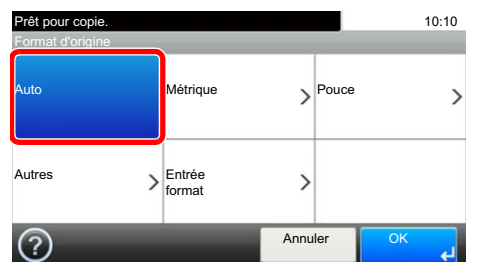 Prêt pour copie. 10:10
Format d'origine
Auto
Métrique
Pouce
Autres
Entrée
format
?
Annuler
OK